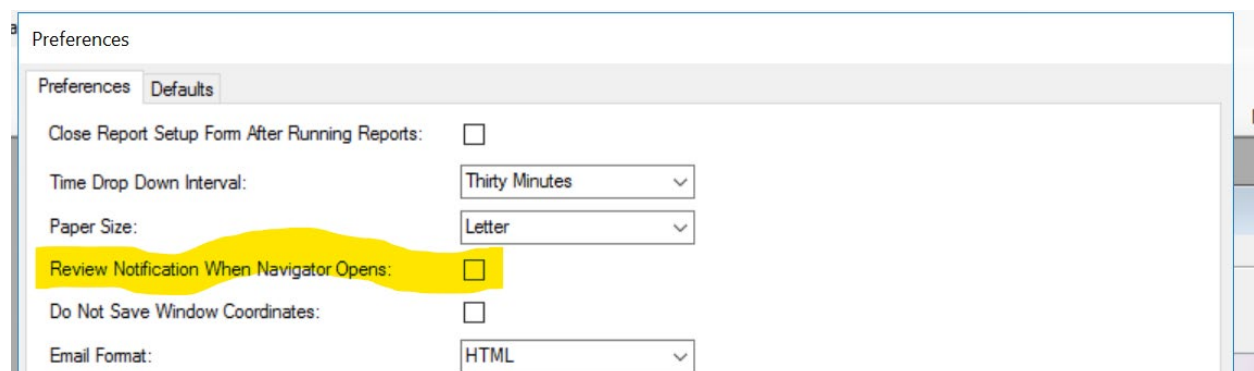 Preferences
Preferences Defaults
Close Report Setup Form After Running Reports:
Time Drop Down Interval: Thirty Minutes
Paper Size: Letter
Review Notification When Navigator Opens:
Do Not Save Window Coordinates:
Email Format: HTML